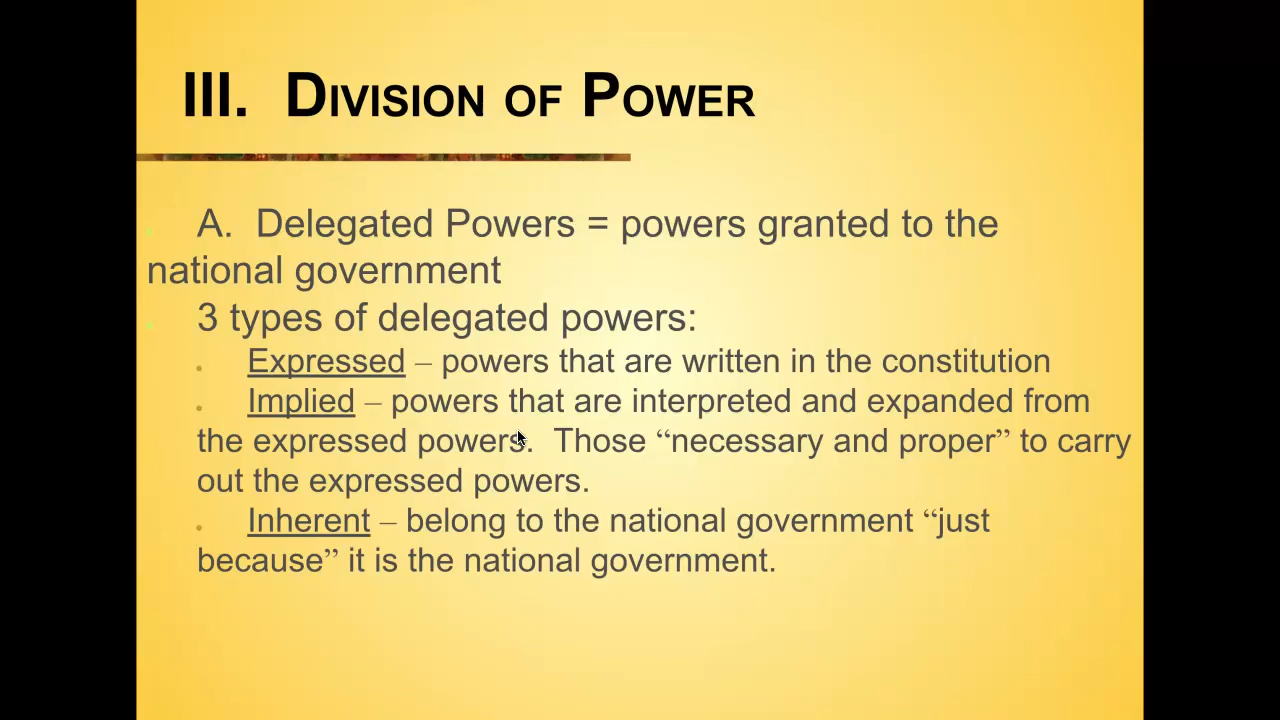 III. Division of Power
A. Delegated Powers = powers granted to the
national government
3 types of delegated powers:
Expressed – powers that are written in the constitution
Implied – powers that are interpreted and expanded from
the expressed powers. Those “necessary and proper” to carry
out the expressed powers.
Inherent – belong to the national government “just
because” it is the national government.